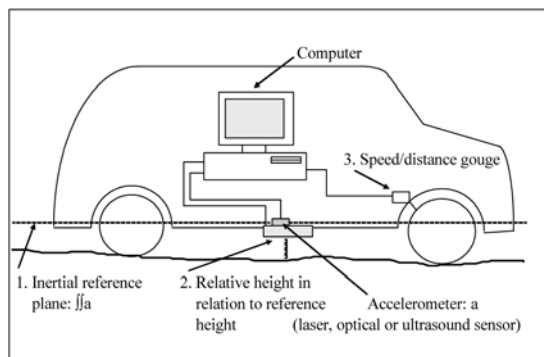 Computer
3. Speed/distance gouge
1. Inertial reference
plane: ∫∫a
2. Relative height in
relation to reference
height
Accelerometer: a
(laser, optical or ultrasound sensor)